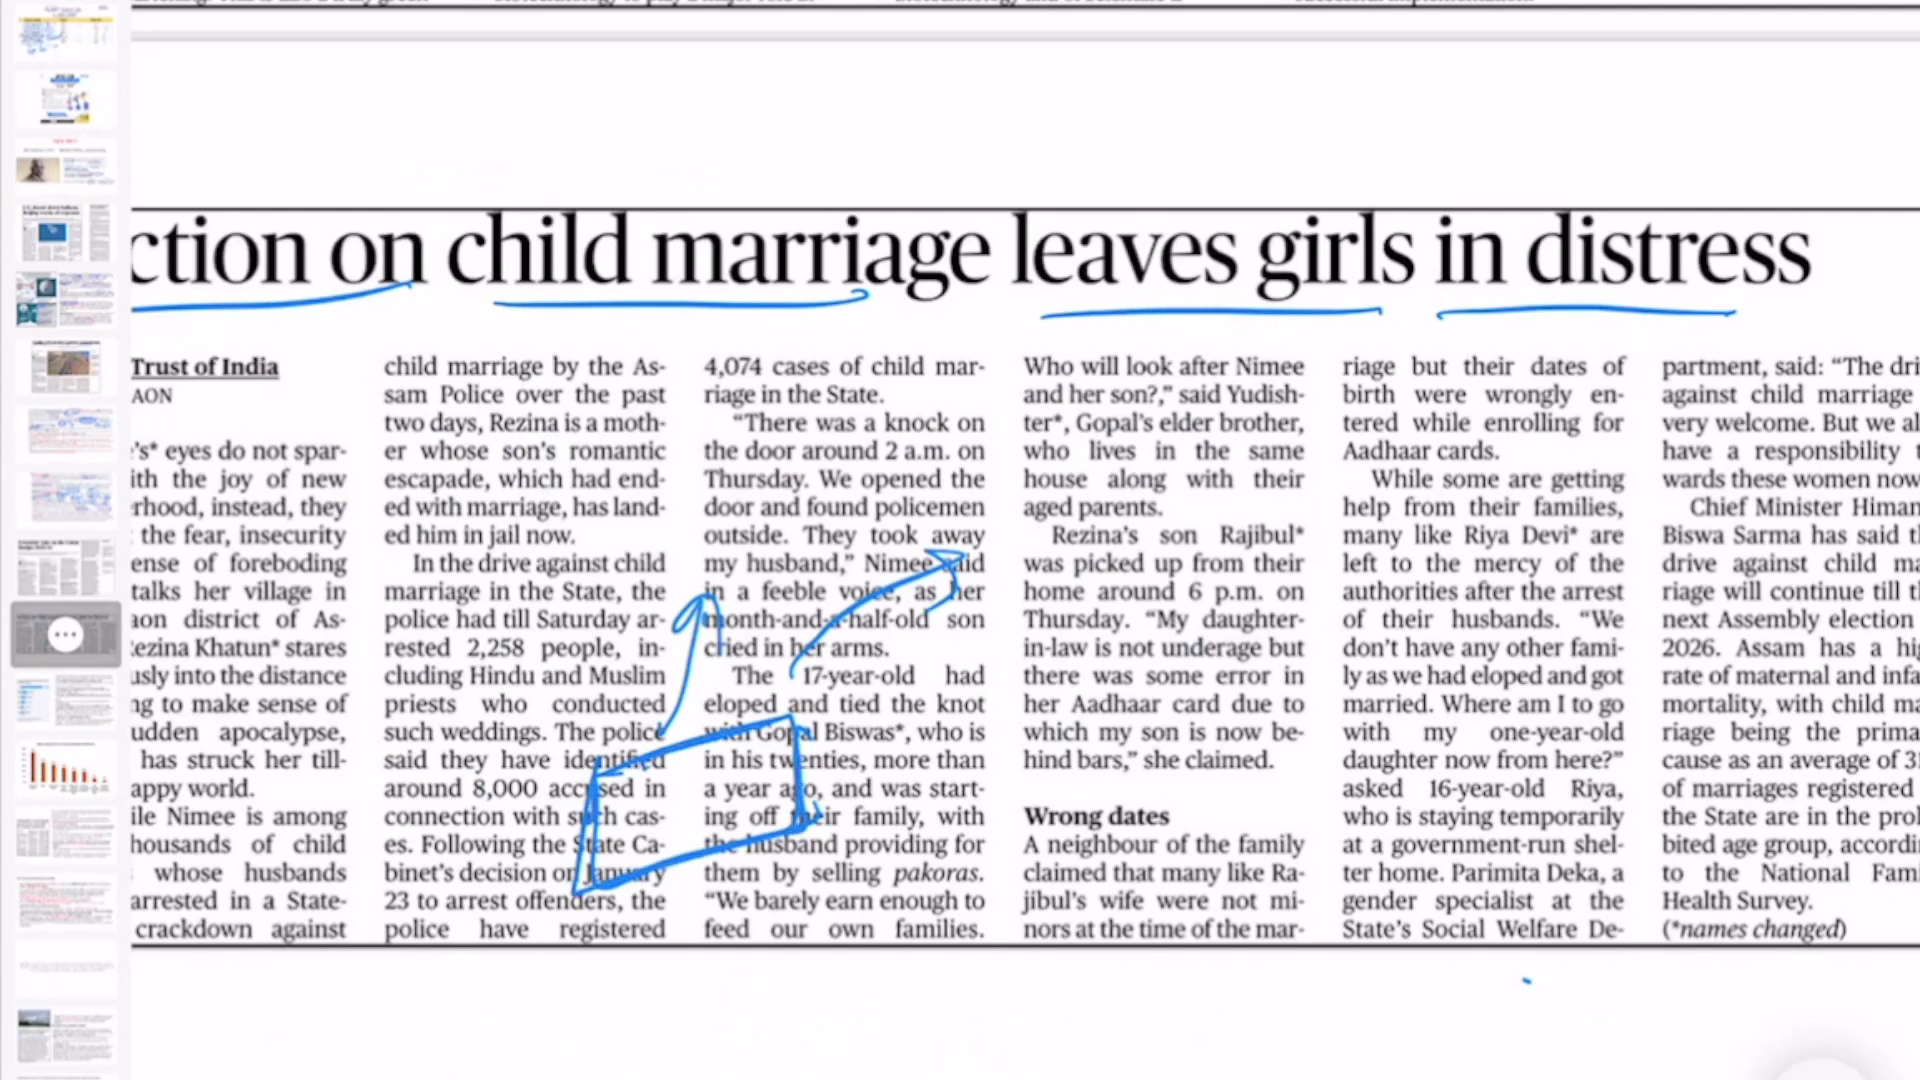 ction on child marriage leaves girls in distress
Trust of India
AON
's* eyes do not spar-
ith the joy of new
rhood, instead, they
the fear, insecurity
ense of foreboding
talks her village in
aon district of As-
ezina Khatun* stares
usly into the distance
ng to make sense of
udden apocalypse,
has struck her till-
appy world.
ile Nimee is among
housands of child
whose husbands
arrested in a State-
crackdown against
child marriage by the As-
sam Police over the past
two days, Rezina is a moth-
er whose son's romantic
escapade, which had end-
ed with marriage, has land-
ed him in jail now.
In the drive against child
marriage in the State, the
police had till Saturday ar-
rested 2,258 people, in-
cluding Hindu and Muslim
priests who conducted
such weddings. The police
said they have identified
around 8,000 accused in
connection with such cas-
es. Following the State Ca-
binet's decision on January
23 to arrest offenders, the
police have registered
4,074 cases of child mar-
riage in the State.
“There was a knock on
the door around 2 a.m. on
Thursday. We opened the
door and found policemen
outside. They took away
my husband,” Nimee said
in a feeble voice, as her
month-and-a-half-old son
cried in her arms.
The 17-year-old had
eloped and tied the knot
with Gopal Biswas*, who is
in his twenties, more than
a year ago, and was start-
ing off their family, with
the husband providing for
them by selling pakoras.
“We barely earn enough to
feed our own families.
Who will look after Nimee
and her son?,” said Yudish-
ter*, Gopal's elder brother,
who lives in the same
house along with their
aged parents.
Rezina's son Rajibul*
was picked up from their
home around 6 p.m. on
Thursday. “My daughter-
in-law is not underage but
there was some error in
her Aadhaar card due to
which my son is now be-
hind bars,” she claimed.
Wrong dates
A neighbour of the family
claimed that many like Ra-
jibul's wife were not mi-
nors at the time of the mar-
riage but their dates of
birth were wrongly en-
tered while enrolling for
Aadhaar cards.
While some are getting
help from their families,
many like Riya Devi* are
left to the mercy of the
authorities after the arrest
of their husbands. “We
don't have any other fami-
ly as we had eloped and got
married. Where am I to go
with my one-year-old
daughter now from here?”
asked 16-year-old Riya,
who is staying temporarily
at a government-run shel-
ter home. Parimita Deka, a
gender specialist at the
State's Social Welfare De-
partment, said: “The dri
against child marriage
very welcome. But we al
have a responsibility t
wards these women now
Chief Minister Himan
Biswa Sarma has said th
drive against child ma
riage will continue till th
next Assembly election
2026. Assam has a hig
rate of maternal and infa
mortality, with child ma
riage being the prima
cause as an average of 3
of marriages registered
the State are in the proh
bited age group, accordin
to the National Fam
Health Survey.
(*names changed)